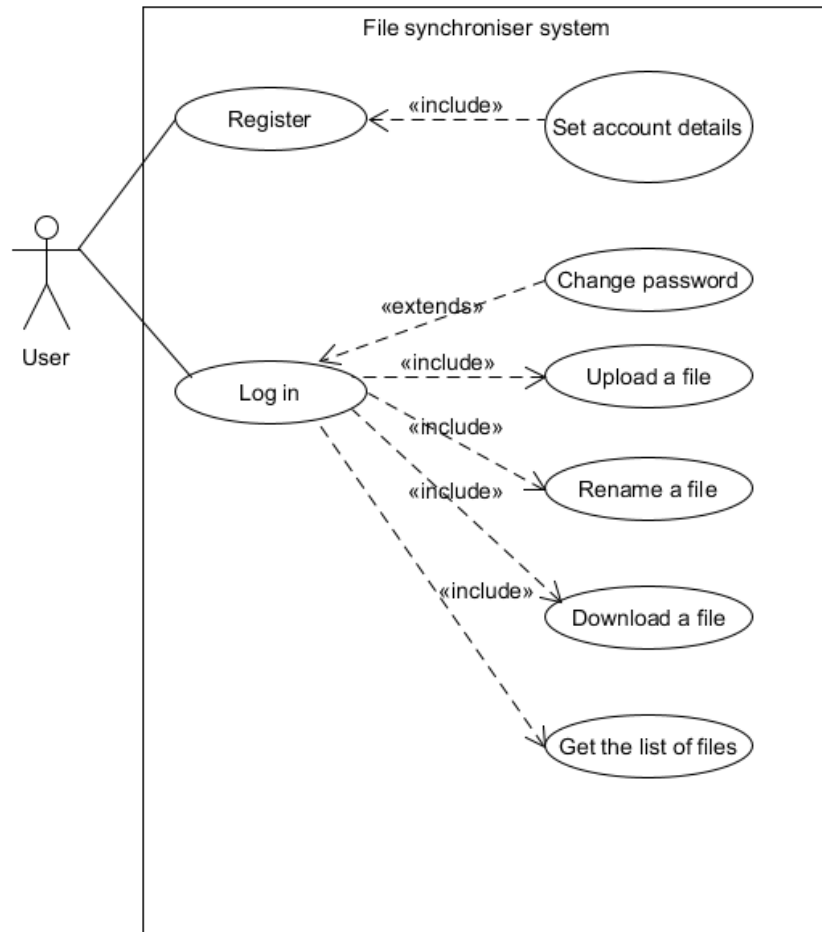 File synchroniser system
Register
«include»
Set account details
User
Change password
«extends»
Log in
«include»
Upload a file
«include»
Rename a file
«include»
Download a file
«include»
Get the list of files